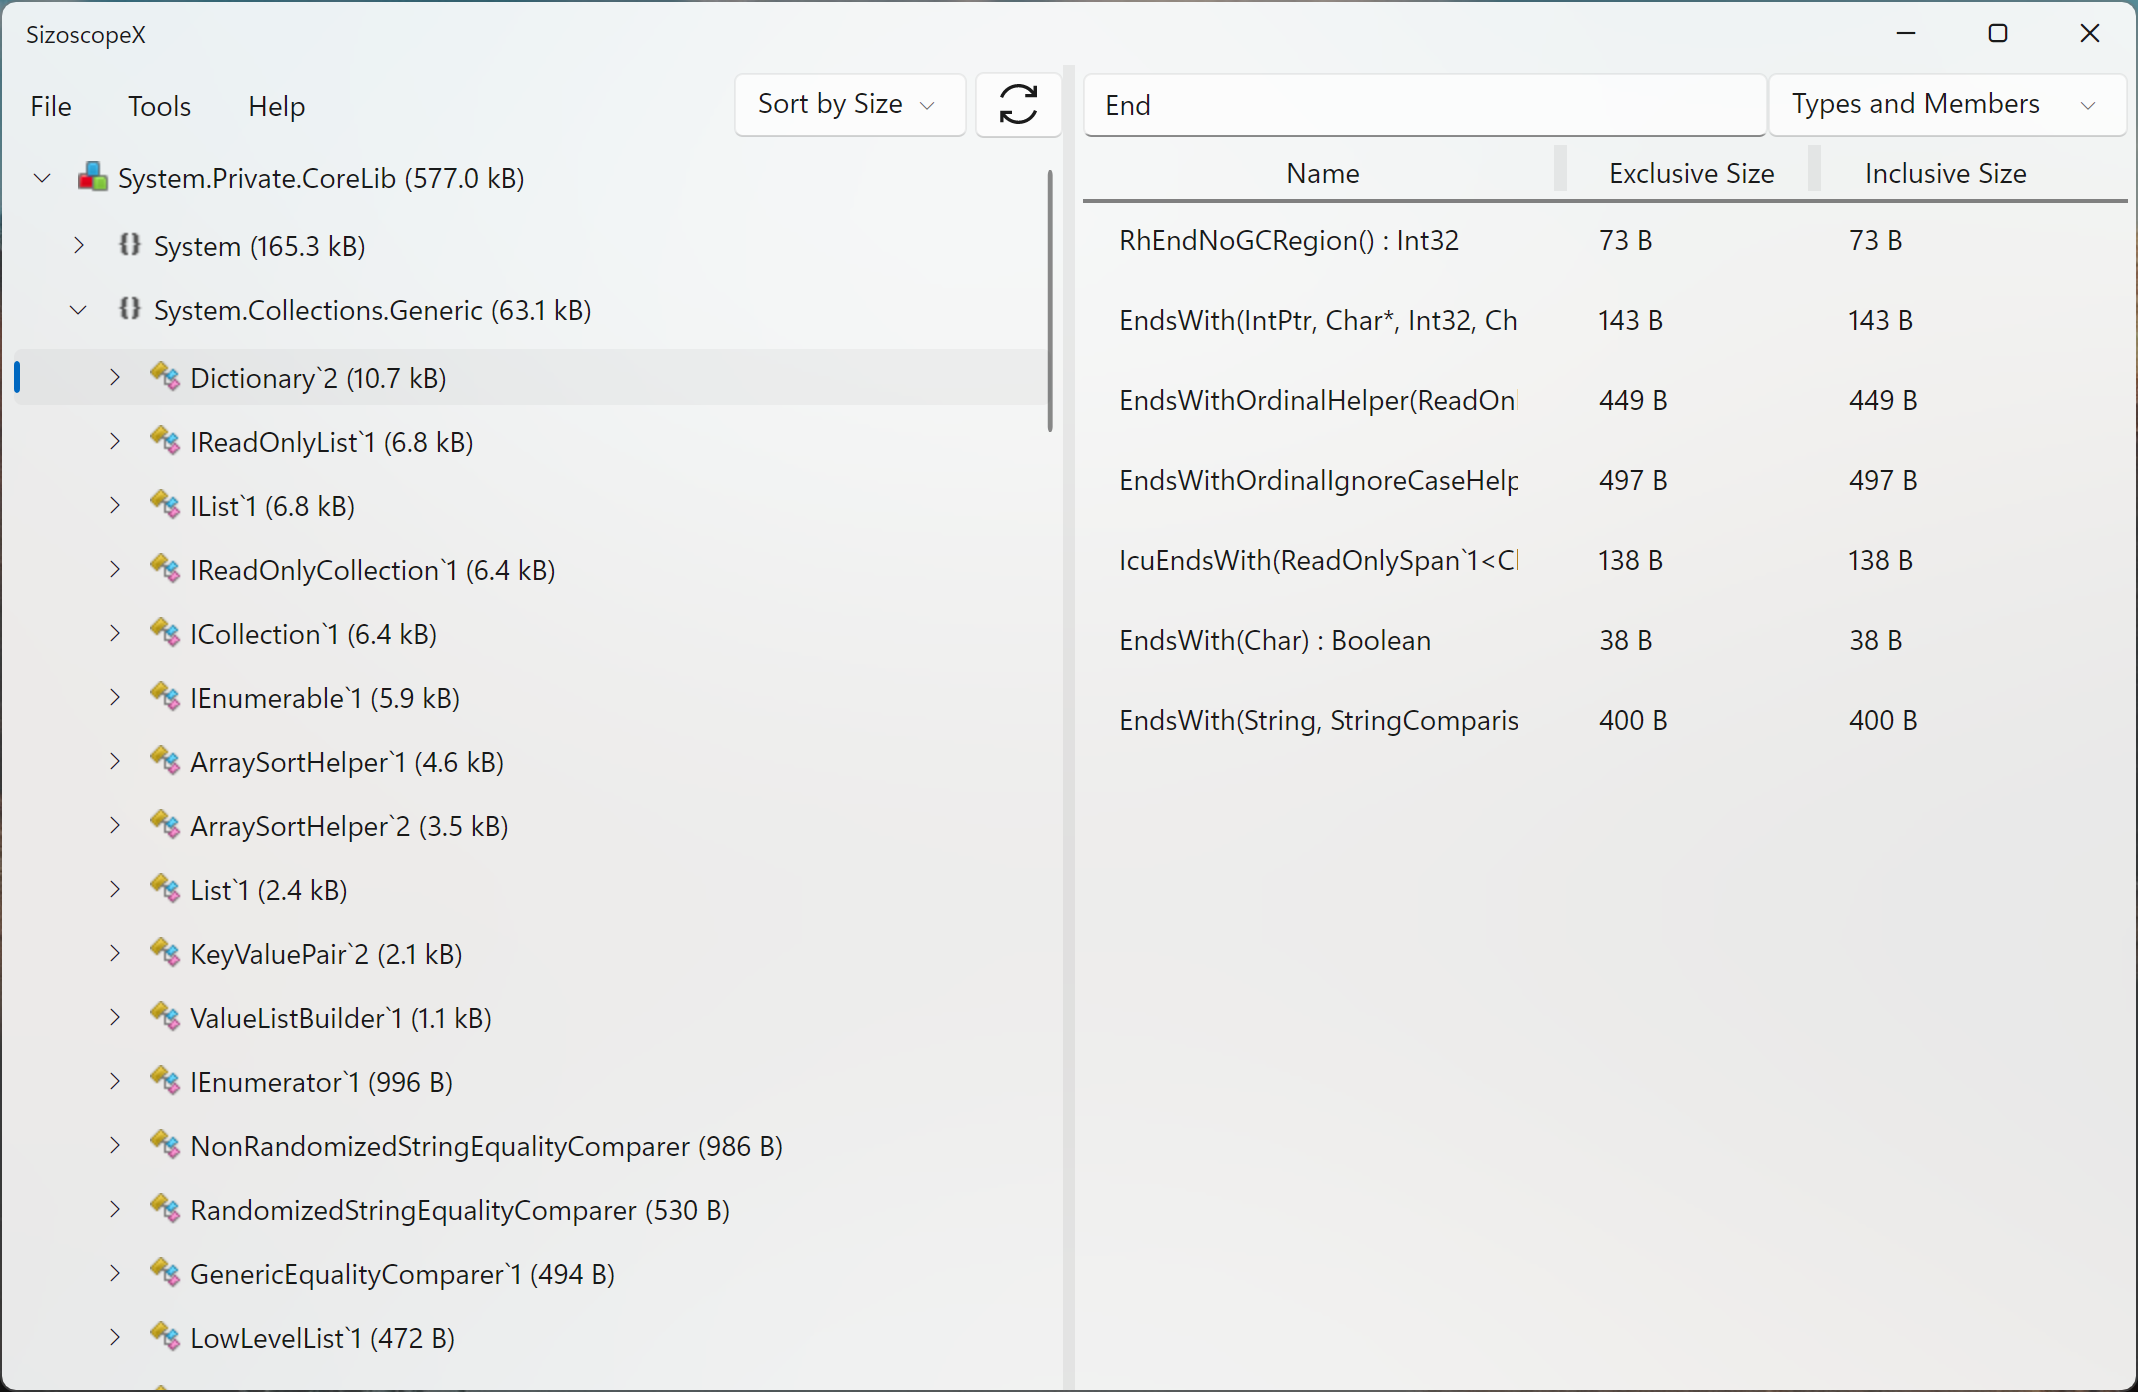 SizoscopeX
File Tools Help
Sort by Size
System.Private.CoreLib (577.0 kB)
System (165.3 kB)
System.Collections.Generic (63.1 kB)
Dictionary`2 (10.7 kB)
IReadOnlyList`1 (6.8 kB)
IList`1 (6.8 kB)
IReadOnlyCollection`1 (6.4 kB)
ICollection`1 (6.4 kB)
IEnumerable`1 (5.9 kB)
ArraySortHelper`1 (4.6 kB)
ArraySortHelper`2 (3.5 kB)
List`1 (2.4 kB)
KeyValuePair`2 (2.1 kB)
ValueListBuilder`1 (1.1 kB)
IEnumerator`1 (996 B)
NonRandomizedStringEqualityComparer (986 B)
RandomizedStringEqualityComparer (530 B)
GenericEqualityComparer`1 (494 B)
LowLevelList`1 (472 B)
End
Types and Members
Name Exclusive Size Inclusive Size
RhEndNoGCRegion() : Int32 73 B 73 B
EndsWith(IntPtr, Char*, Int32, Ch 143 B 143 B
EndsWithOrdinalHelper(ReadOnl 449 B 449 B
EndsWithOrdinalIgnoreCaseHelp 497 B 497 B
IcuEndsWith(ReadOnlySpan`1<Cl 138 B 138 B
EndsWith(Char) : Boolean 38 B 38 B
EndsWith(String, StringComparis 400 B 400 B